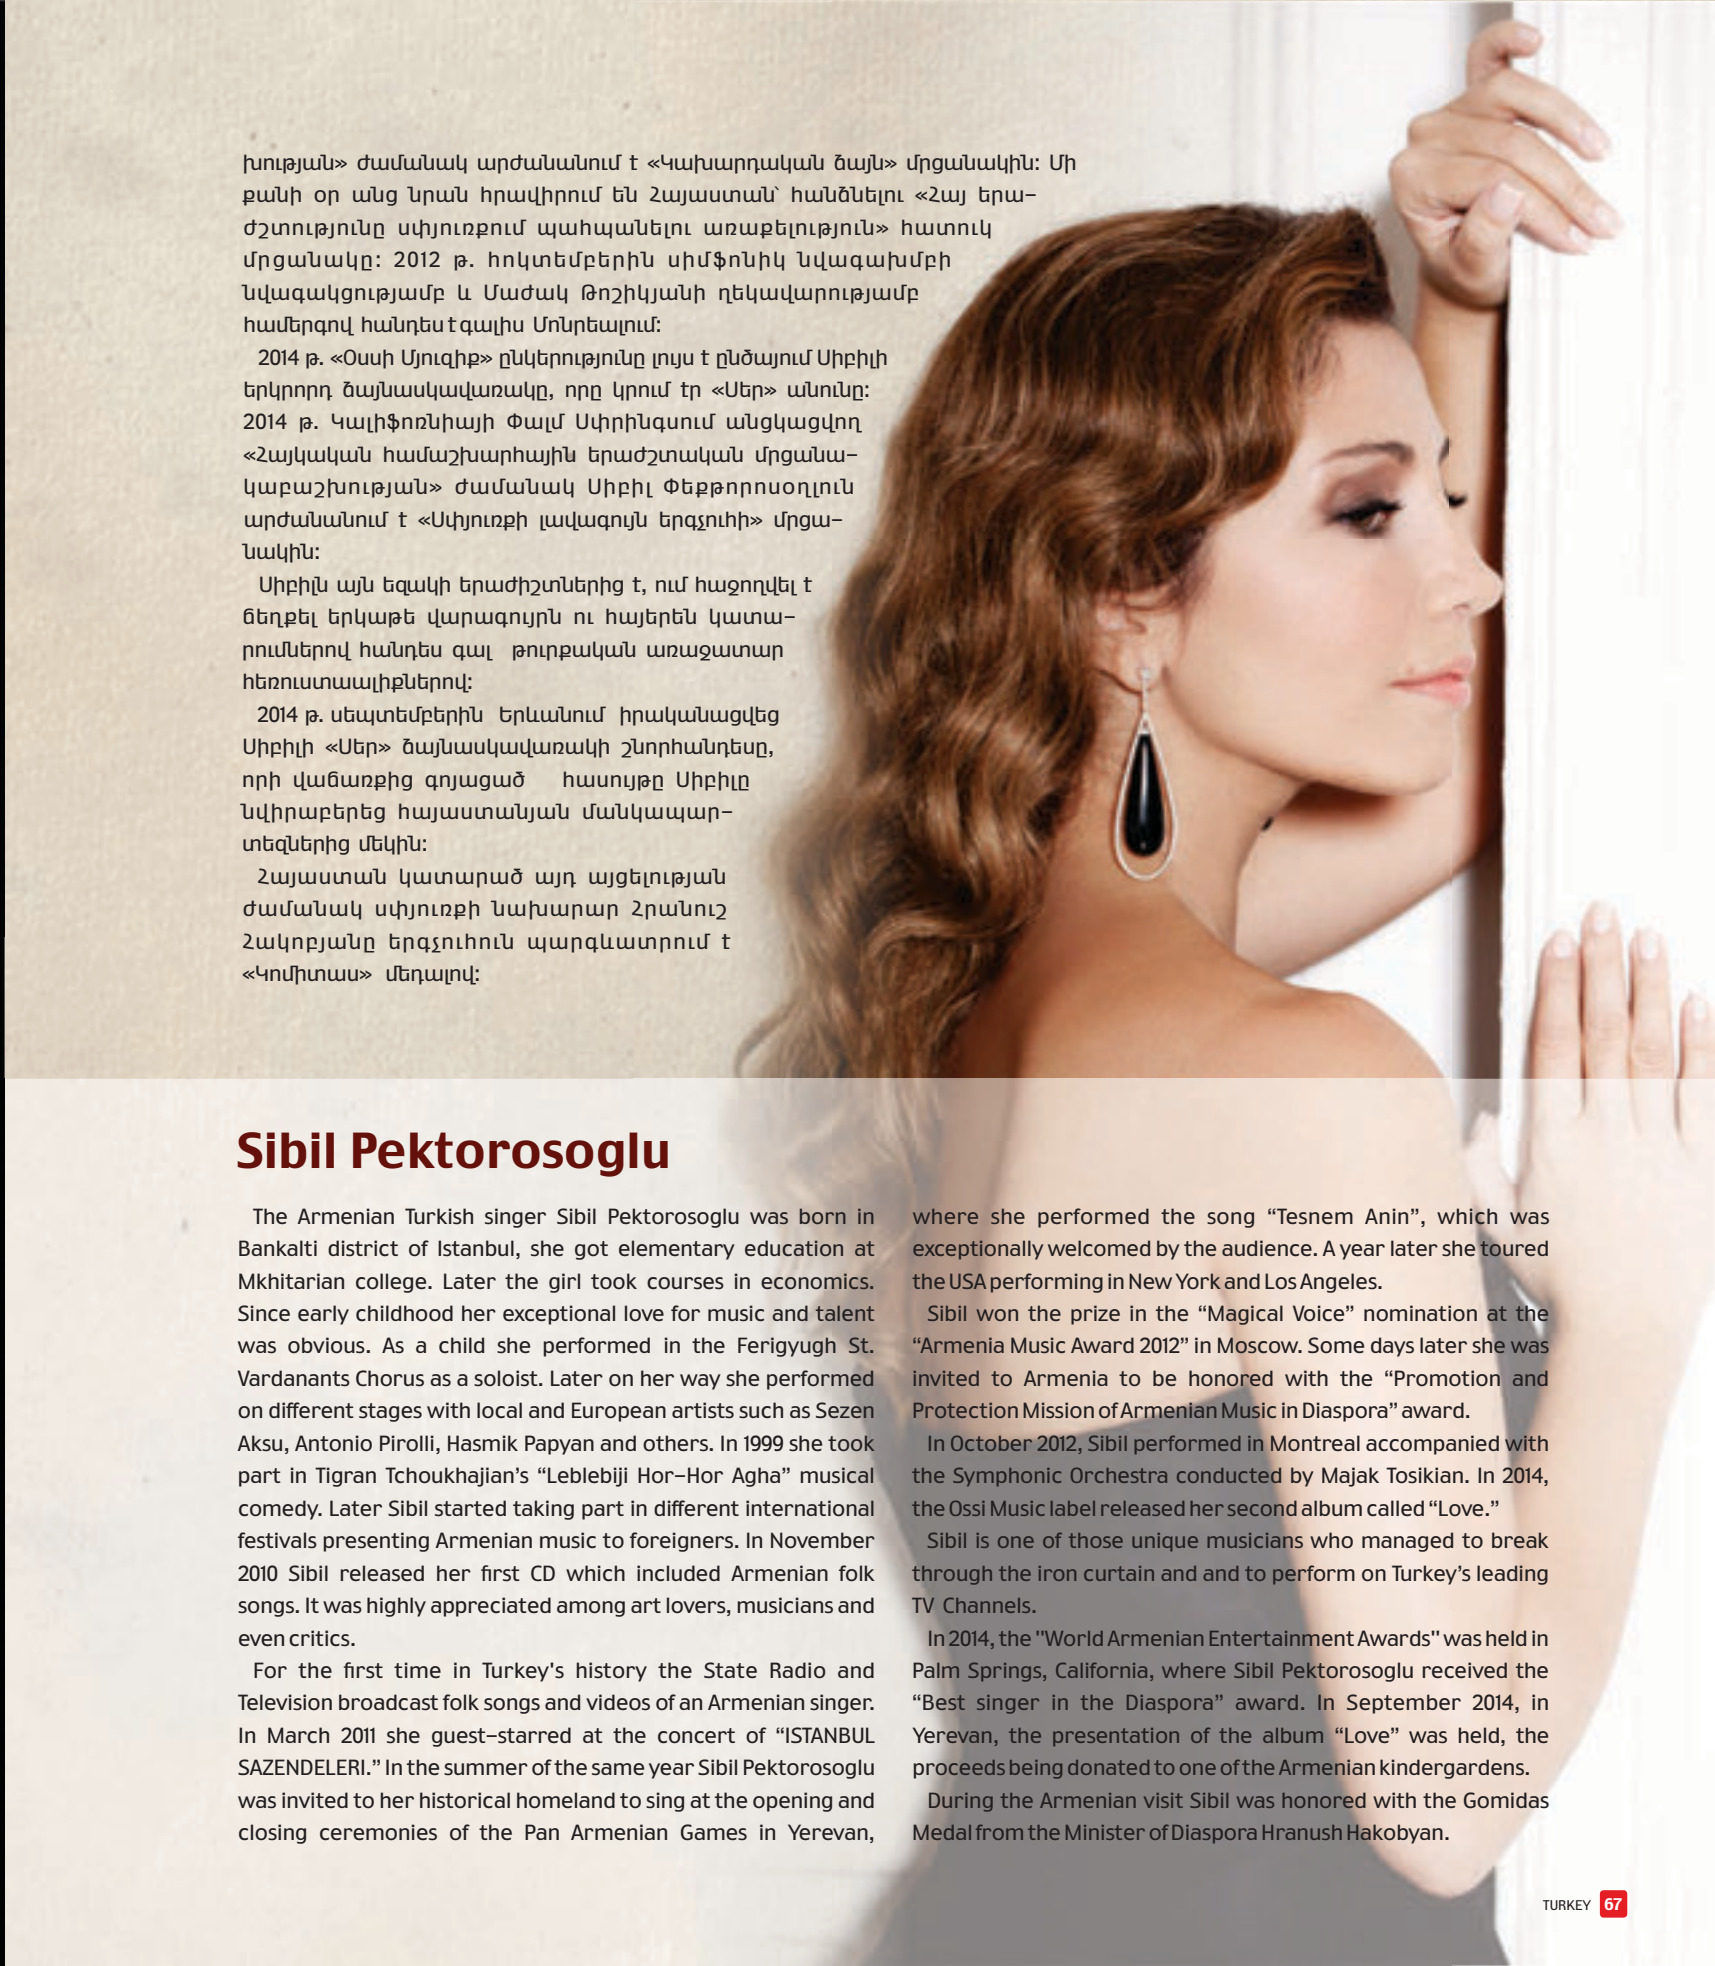 խության» ժամանակ արժանանում է «Կախարդական ձայն» մրցանակին: Մի
քանի օր անց նրան հրավիրում են Հայաստան՝ հանձնելու «Հայ երա-
ժշտությունը սփյուռքում պահպանելու առաքելություն» հատուկ
մրցանակը: 2012 թ. հոկտեմբերին սիմֆոնիկ նվագախմբի
նվագակցությամբ և Մաժակ Թոշիկյանի ղեկավարությամբ
համերգով հանդես է գալիս Մոնրեալում:
2014 թ. «Օսսի Մյուզիք» ընկերությունը լույս է ընծայում Սիբիլի
երկրորդ ձայնասկավառակը, որը կրում էր «Սեր» անունը:
2014 թ. Կալիֆոռնիայի Փալմ Սփրինգսում անցկացվող
«Հայկական համաշխարհային երաժշտական մրցանա-
կաբաշխության» ժամանակ Սիբիլ Փեքթորոսօղլուն
արժանանում է «Սփյուռքի լավագույն երգչուհի» մրցա-
նակին:
Սիբիլն այն եզակի երաժիշտներից է, ում հաջողվել է
ճեղքել երկաթե վարագույրն ու հայերեն կատա-
րումներով հանդես գալ թուրքական առաջատար
հեռուստաալիքներով:
2014 թ. սեպտեմբերին Երևանում իրականացվեց
Սիբիլի «Սեր» ձայնասկավառակի շնորհանդեսը,
որի վաճառքից գոյացած հասույթը Սիբիլը
նվիրաբերեց հայաստանյան մանկապար-
տեզներից մեկին:
Հայաստան կատարած այդ այցելության
ժամանակ սփյուռքի նախարար Հրանուշ
Հակոբյանը երգչուհուն պարգևատրում է
«Կոմիտաս» մեդալով:
Sibil Pektorosoglu
The Armenian Turkish singer Sibil Pektorosoglu was born in
Bankalti district of Istanbul, she got elementary education at
Mkhitarian college. Later the girl took courses in economics.
Since early childhood her exceptional love for music and talent
was obvious. As a child she performed in the Ferigyugh St.
Vardanants Chorus as a soloist. Later on her way she performed
on different stages with local and European artists such as Sezen
Aksu, Antonio Pirolli, Hasmik Papyan and others. In 1999 she took
part in Tigran Tchoukhajian’s “Leblebiji Hor-Hor Agha” musical
comedy. Later Sibil started taking part in different international
festivals presenting Armenian music to foreigners. In November
2010 Sibil released her first CD which included Armenian folk
songs. It was highly appreciated among art lovers, musicians and
even critics.
For the first time in Turkey's history the State Radio and
Television broadcast folk songs and videos of an Armenian singer.
In March 2011 she guest-starred at the concert of “ISTANBUL
SAZENDELERI.” In the summer of the same year Sibil Pektorosoglu
was invited to her historical homeland to sing at the opening and
closing ceremonies of the Pan Armenian Games in Yerevan,
where she performed the song “Tesnem Anin”, which was
exceptionally welcomed by the audience. A year later she toured
the USA performing in New York and Los Angeles.
Sibil won the prize in the “Magical Voice” nomination at the
“Armenia Music Award 2012” in Moscow. Some days later she was
invited to Armenia to be honored with the “Promotion and
Protection Mission of Armenian Music in Diaspora” award.
In October 2012, Sibil performed in Montreal accompanied with
the Symphonic Orchestra conducted by Majak Tosikian. In 2014,
the Ossi Music label released her second album called “Love.”
Sibil is one of those unique musicians who managed to break
through the iron curtain and and to perform on Turkey’s leading
TV Channels.
In 2014, the "World Armenian Entertainment Awards" was held in
Palm Springs, California, where Sibil Pektorosoglu received the
“Best singer in the Diaspora” award. In September 2014, in
Yerevan, the presentation of the album “Love” was held, the
proceeds being donated to one of the Armenian kindergardens.
During the Armenian visit Sibil was honored with the Gomidas
Medal from the Minister of Diaspora Hranush Hakobyan.
TURKEY 67